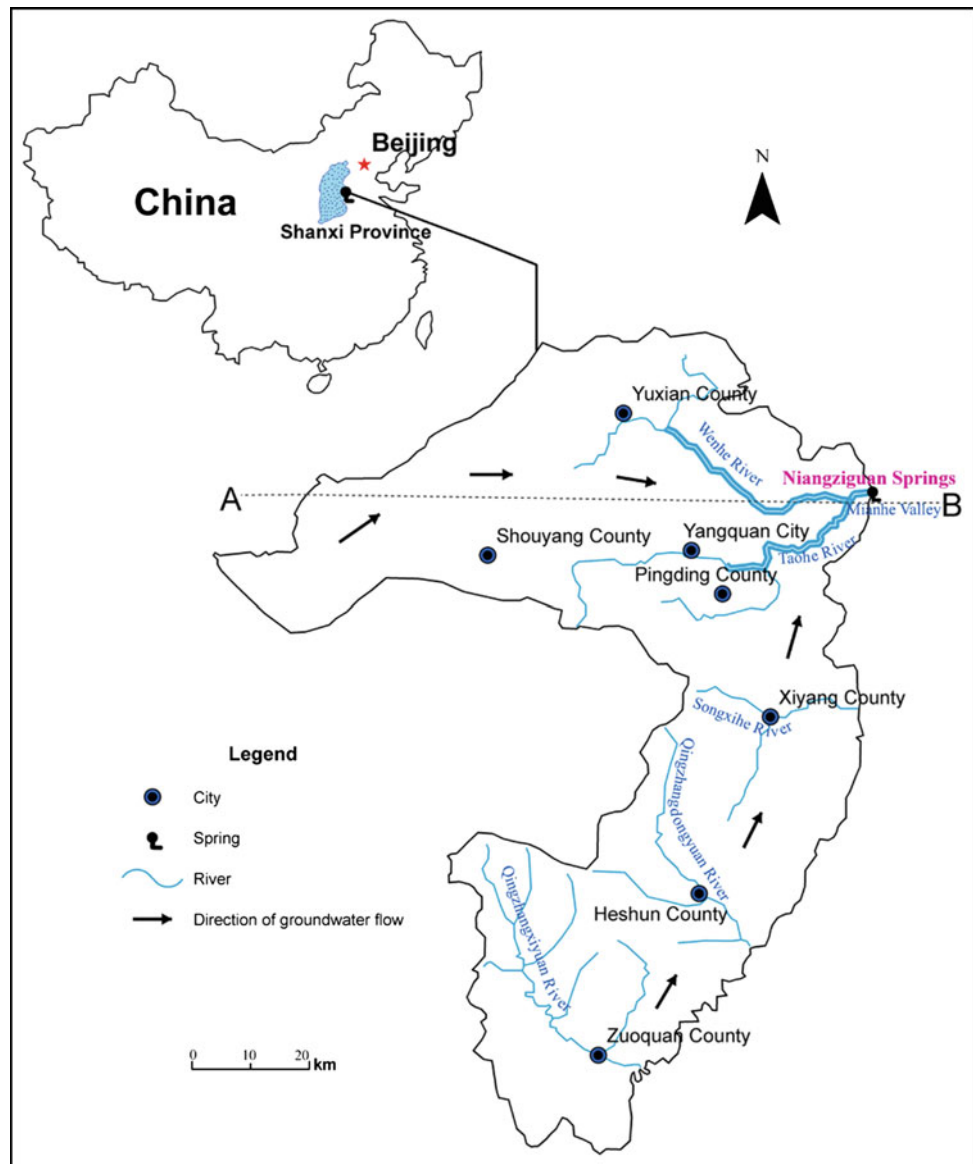 Beijing
China
Shanxi Province
N
Yuxian County
Wenhe River
Niangziguan Springs
A
B
Mianhe Valley
Shouyang County
Yangquan City
Taohe River
Pingding County
Xiyang County
Songxihe River
Qingzhangdongyuan River
Legend
City
Spring
River
Direction of groundwater flow
Heshun County
Qingzhangxiyuan River
Zuoquan County
0 10 20
km